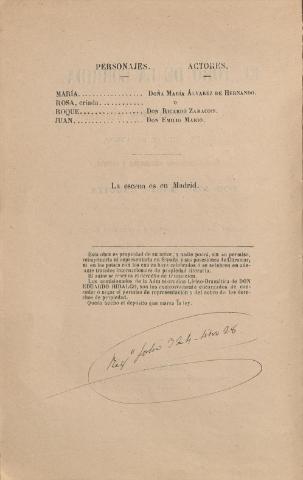 PERSONAJES. ACTORES.
MARÍA.................. DOÑA MARÍA ÁLVAREZ DE HERNANDO.
ROSA, criada............ »
ROQUE................... DON RICARDO ZAMACOIS.
JUAN.................... DON EMILIO MARIO.
La escena es en Madrid.
Esta obra es propiedad de su autor, y nadie podrá, sin su permiso,
reimprimirla ni representarla en España y sus posesiones de Ultramar,
ni en los países con los cuales haya celebrados ó se celebren en ade-
lante tratados internacionales de propiedad literaria.
El autor se reserva el derecho de traducción.
Los comisionados de la Administración Lírico-Dramática de DON
EDUARDO HIDALGO, son los exclusivamente encargados de con-
ceder ó negar el permiso de representación y del cobro de los dere-
chos de propiedad.
Queda hecho el depósito que marca la ley.